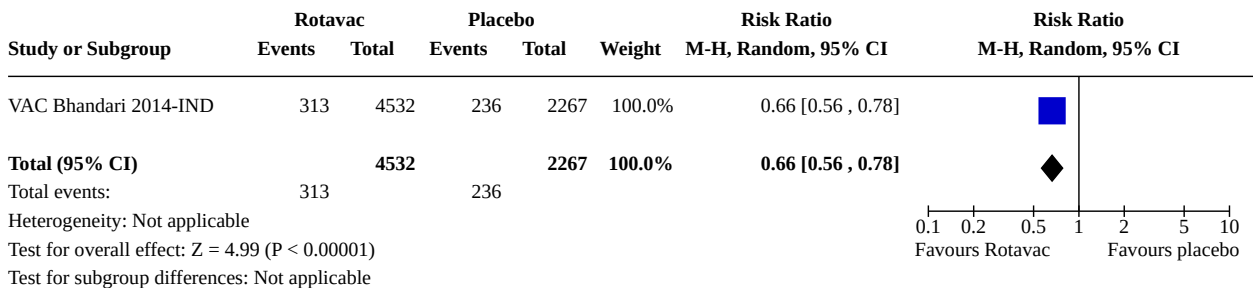 Rotavac Placebo Risk Ratio Risk Ratio
Study or Subgroup Events Total Events Total Weight M-H, Random, 95% CI M-H, Random, 95% CI
VAC Bhandari 2014-IND 313 4532 236 2267 100.0% 0.66 [0.56 , 0.78]
Total (95% CI) 4532 2267 100.0% 0.66 [0.56 , 0.78]
Total events: 313 236
Heterogeneity: Not applicable
0.1 0.2 0.5 1 2 5 10
Test for overall effect: Z = 4.99 (P < 0.00001)
Favours Rotavac Favours placebo
Test for subgroup differences: Not applicable